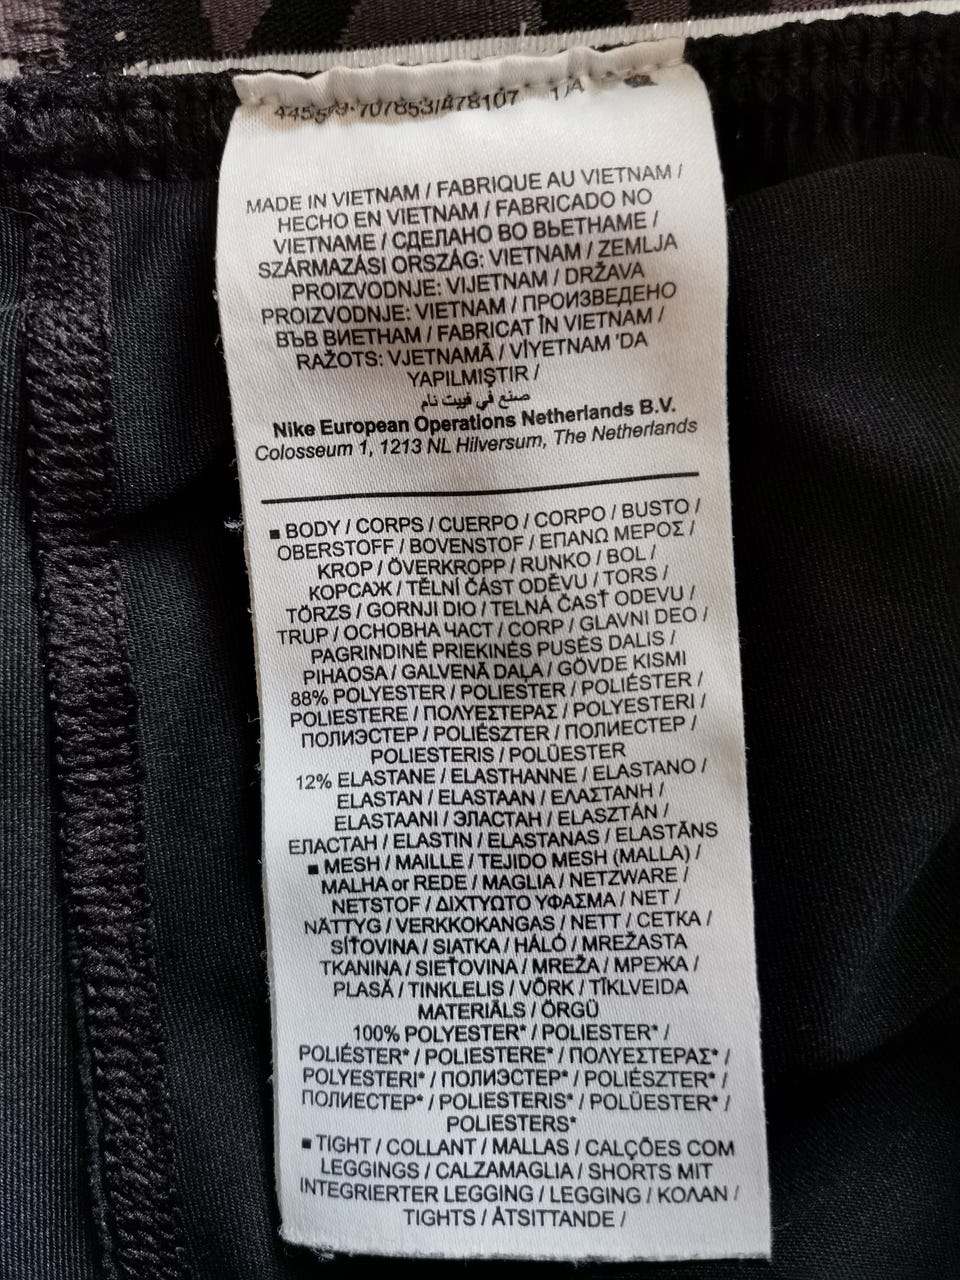 707853/478107 1/4
MADE IN VIETNAM / FABRIQUE AU VIETNAM /
HECHO EN VIETNAM / FABRICADO NO
VIETNAME / СДЕЛАНО ВО ВЬЕТНАМЕ /
SZÁRMAZÁSI ORSZÁG: VIETNAM / ZEMLJA
PROIZVODNJE: VIJETNAM / DRŽAVA
PROIZVODNJE: VIETNAM / ПРОИЗВЕДЕНО
ВЪВ ВИЕТНАМ / FABRICAT ÎN VIETNAM /
RAŽOTS: VJETNAMĀ / VİYETNAM 'DA
YAPILMIŞTIR /
صنع في فييت نام
Nike European Operations Netherlands B.V.
Colosseum 1, 1213 NL Hilversum, The Netherlands
■ BODY / CORPS / CUERPO / CORPO / BUSTO /
OBERSTOFF / BOVENSTOF / ΕΠΑΝΩ ΜΕΡΟΣ /
KROP / ÖVERKROPP / RUNKO / BOL /
КОРСАЖ / TĚLNÍ ČÁST ODĚVU / TORS /
TÖRZS / GORNJI DIO / TELNÁ ČASŤ ODEVU /
TRUP / ОСНОВНА ЧАСТ / CORP / GLAVNI DEO /
PAGRINDINĖ PRIEKINĖS PUSĖS DALIS /
PIHAOSA / GALVENĀ DAĻA / GÖVDE KISMI
88% POLYESTER / POLIESTER / POLIÉSTER /
POLIESTERE / ΠΟΛΥΕΣΤΕΡΑΣ / POLYESTERI /
ПОЛИЭСТЕР / POLIÉSZTER / ПОЛИЕСТЕР /
POLIESTERIS / POLÜESTER
12% ELASTANE / ELASTHANNE / ELASTANO /
ELASTAN / ELASTAAN / ΕΛΑΣΤΑΝΗ /
ELASTAANI / ЭЛАСТАН / ELASZTÁN /
ЕЛАСТАН / ELASTIN / ELASTANAS / ELASTĀNS
■ MESH / MAILLE / TEJIDO MESH (MALLA) /
MALHA or REDE / MAGLIA / NETZWARE /
NETSTOF / ΔΙΧΤΥΩΤΟ ΥΦΑΣΜΑ / NET /
NÄTTYG / VERKKOKANGAS / NETT / СЕТКА /
SÍŤOVINA / SIATKA / HÁLÓ / MREŽASTA
TKANINA / SIEŤOVINA / MREŽA / МРЕЖА /
PLASĂ / TINKLELIS / VÕRK / TĪKLVEIDA
MATERIĀLS / ÖRGÜ
100% POLYESTER* / POLIESTER* /
POLIÉSTER* / POLIESTERE* / ΠΟΛΥΕΣΤΕΡΑΣ* /
POLYESTERI* / ПОЛИЭСТЕР* / POLIÉSZTER* /
ПОЛИЕСТЕР* / POLIESTERIS* / POLÜESTER* /
POLIESTERS*
■ TIGHT / COLLANT / MALLAS / CALÇÕES COM
LEGGINGS / CALZAMAGLIA / SHORTS MIT
INTEGRIERTER LEGGING / LEGGING / ΚΟΛΑΝ /
TIGHTS / ÅTSITTANDE /